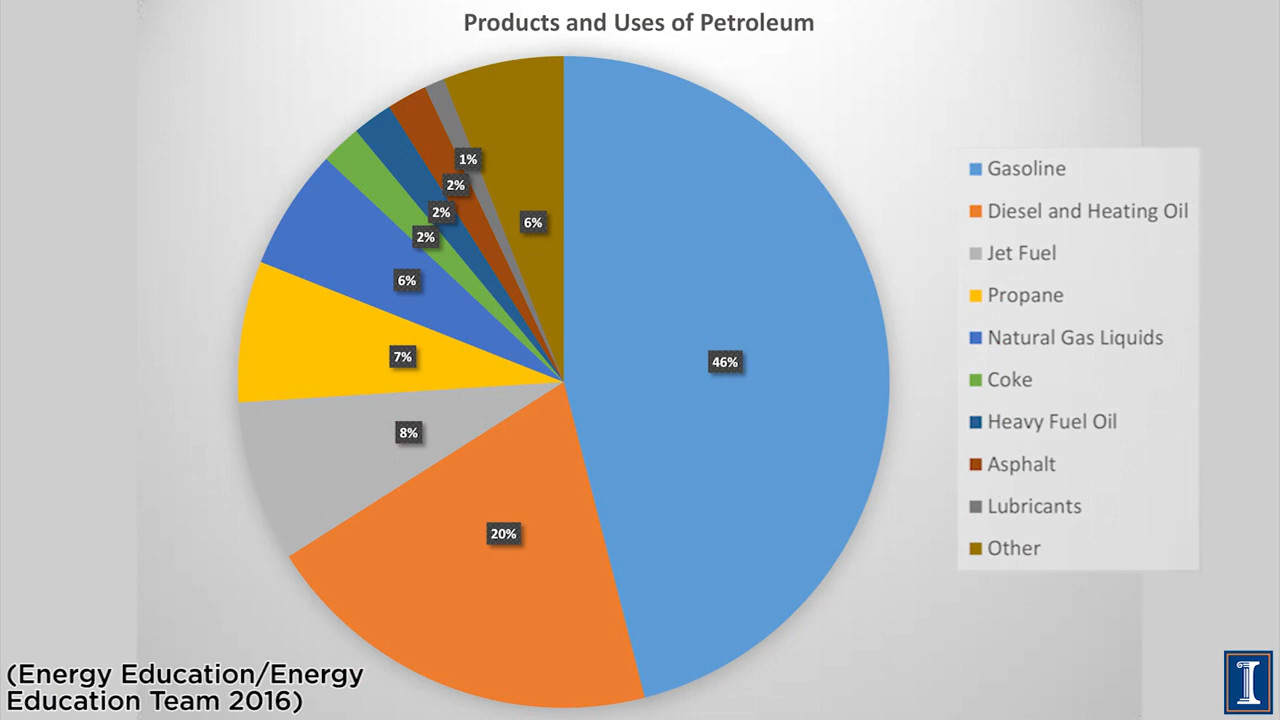 Products and Uses of Petroleum
1%
2%
2%
6%
2%
6%
7%
46%
8%
20%
Gasoline
Diesel and Heating Oil
Jet Fuel
Propane
Natural Gas Liquids
Coke
Heavy Fuel Oil
Asphalt
Lubricants
Other
(Energy Education/Energy
Education Team 2016)
I